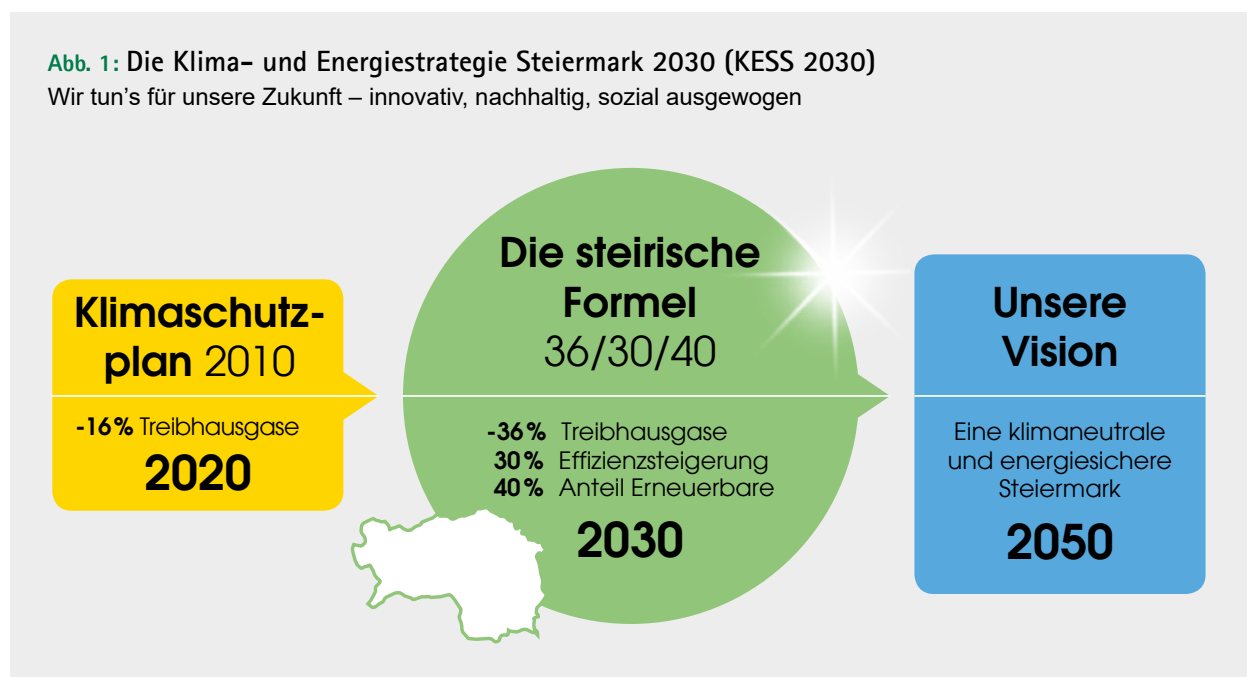 Abb. 1: Die Klima- und Energiestrategie Steiermark 2030 (KESS 2030)
Wir tun's für unsere Zukunft – innovativ, nachhaltig, sozial ausgewogen
Klimaschutz-
plan 2010
-16% Treibhausgase
2020
Die steirische
Formel
36/30/40
-36% Treibhausgase
30% Effizienzsteigerung
40% Anteil Erneuerbare
2030
Unsere
Vision
Eine klimaneutrale
und energiesichere
Steiermark
2050